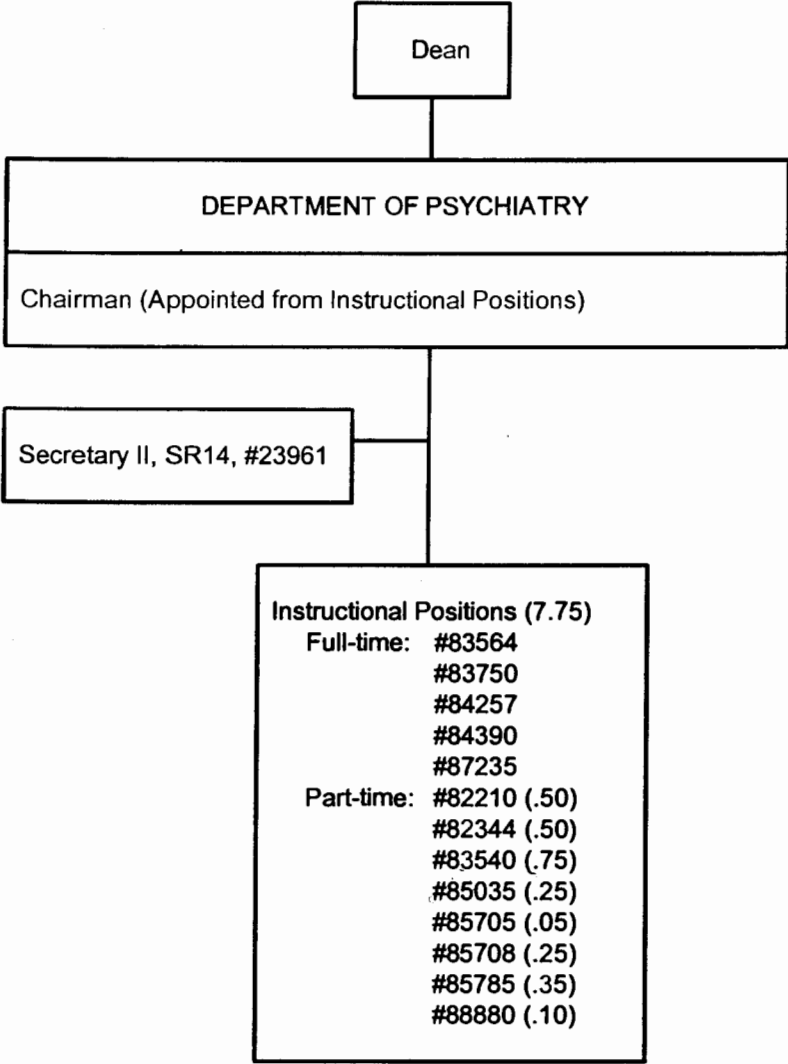 Dean
DEPARTMENT OF PSYCHIATRY
Chairman (Appointed from Instructional Positions)
Secretary II, SR14, #23961
Instructional Positions (7.75)
Full-time: #83564
#83750
#84257
#84390
#87235
Part-time: #82210 (.50)
#82344 (.50)
#83540 (.75)
#85035 (.25)
#85705 (.05)
#85708 (.25)
#85785 (.35)
#88880 (.10)